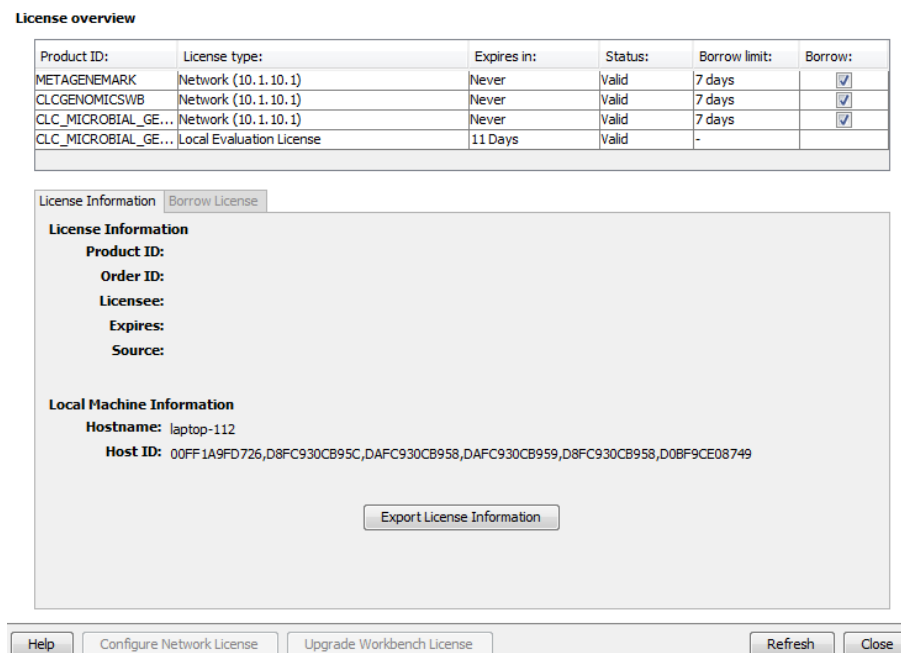 License overview
Product ID: License type: Expires in: Status: Borrow limit: Borrow:
METAGENEMARK Network (10.1.10.1) Never Valid 7 days
CLCGENOMICSWB Network (10.1.10.1) Never Valid 7 days
CLC_MICROBIAL_GE... Network (10.1.10.1) Never Valid 7 days
CLC_MICROBIAL_GE... Local Evaluation License 11 Days Valid -
License Information Borrow License
License Information
Product ID:
Order ID:
Licensee:
Expires:
Source:
Local Machine Information
Hostname: laptop-112
Host ID: 00FF1A9FD726,D8FC930CB95C,DAFC930CB958,DAFC930CB959,D8FC930CB958,D0BF9CE08749
Export License Information
Help Configure Network License Upgrade Workbench License Refresh Close